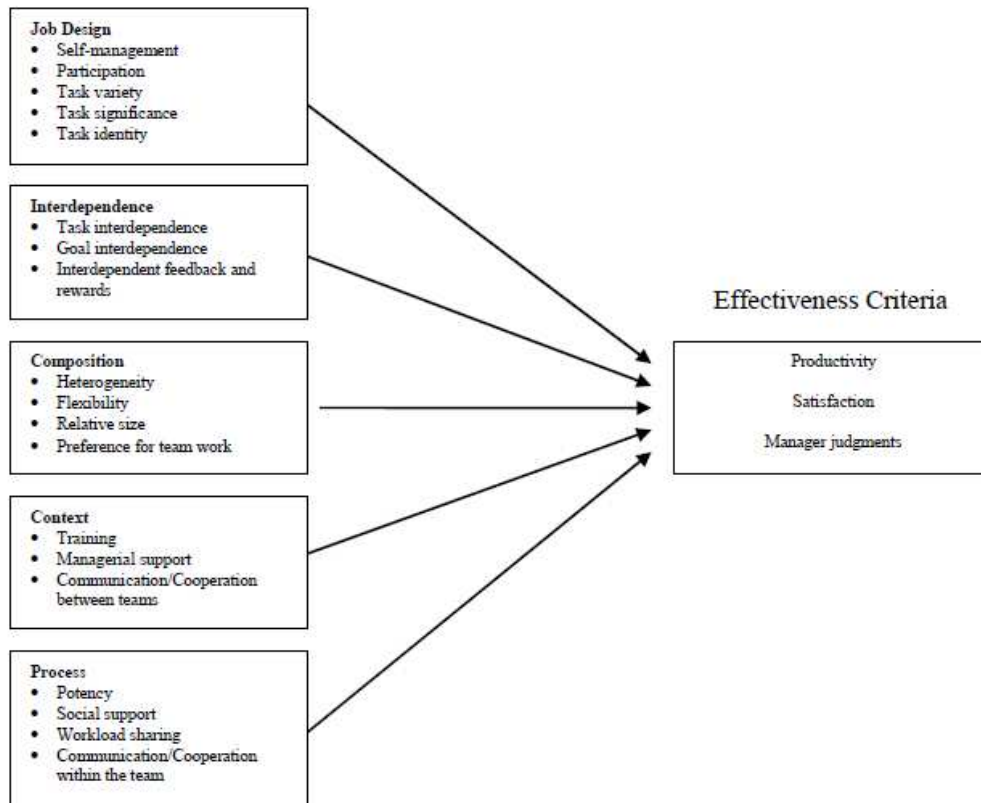 Job Design
• Self-management
• Participation
• Task variety
• Task significance
• Task identity
Interdependence
• Task interdependence
• Goal interdependence
• Interdependent feedback and
rewards
Composition
• Heterogeneity
• Flexibility
• Relative size
• Preference for team work
Context
• Training
• Managerial support
• Communication/Cooperation
between teams
Process
• Potency
• Social support
• Workload sharing
• Communication/Cooperation
within the team
Effectiveness Criteria
Productivity
Satisfaction
Manager judgments